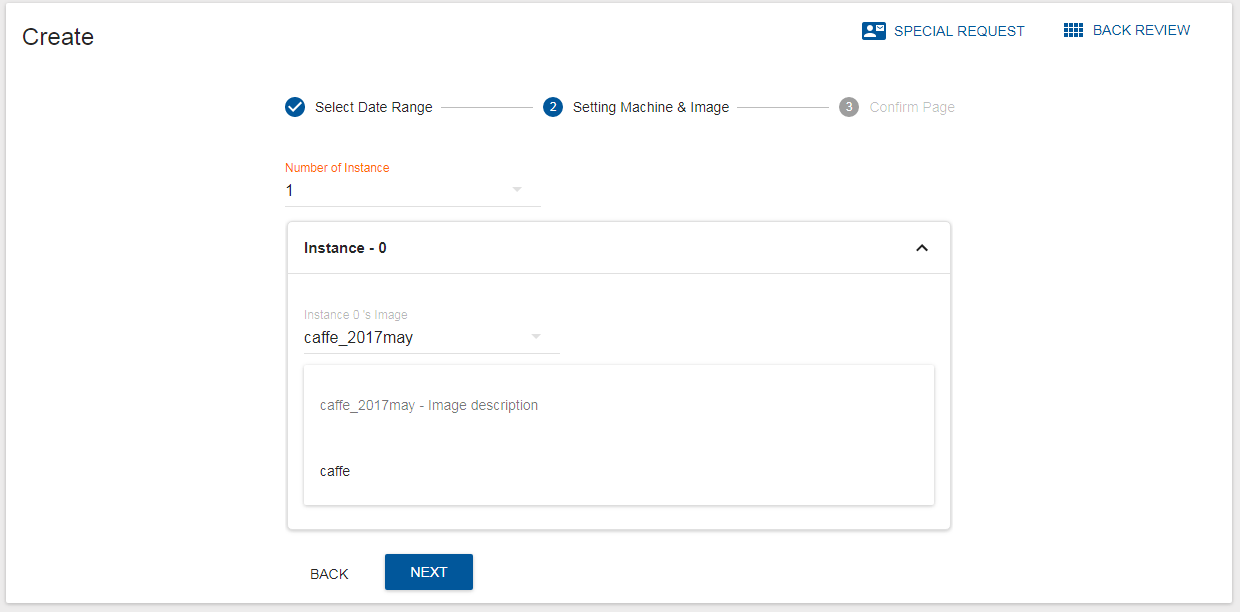 Create
SPECIAL REQUEST
BACK REVIEW
Select Date Range
2 Setting Machine & Image
3 Confirm Page
Number of Instance
1
Instance - 0
Instance 0 's Image
caffe_2017may
caffe_2017may - Image description
caffe
BACK
NEXT